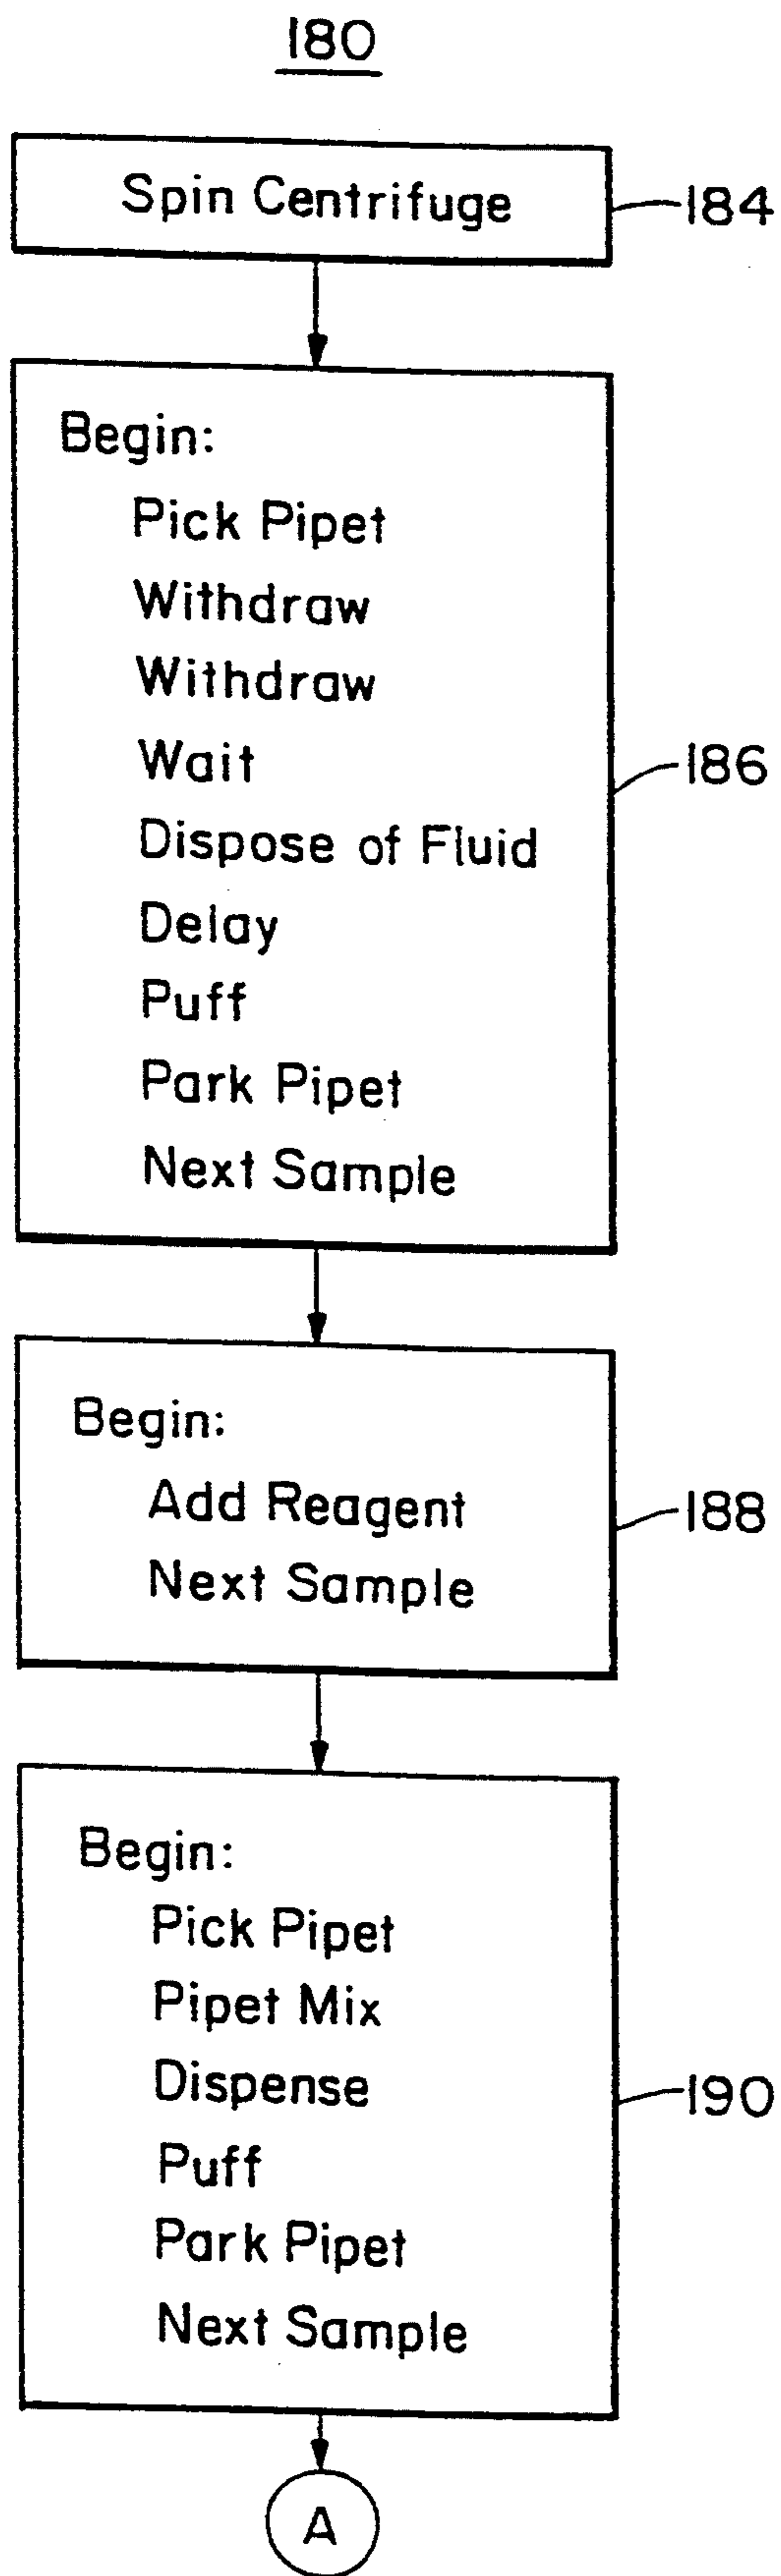 180
Spin Centrifuge
184
Begin:
Pick Pipet
Withdraw
Withdraw
Wait
Dispose of Fluid
Delay
Puff
Park Pipet
Next Sample
186
Begin:
Add Reagent
Next Sample
188
Begin:
Pick Pipet
Pipet Mix
Dispense
Puff
Park Pipet
Next Sample
190
A